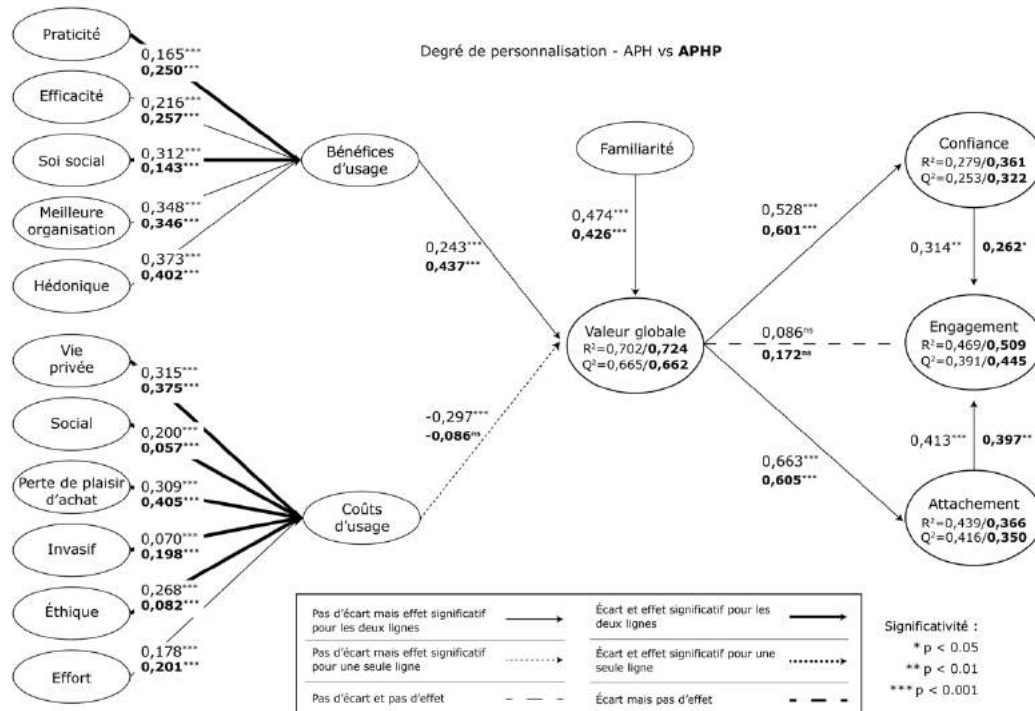 Degré de personnalisation - APH vs APHP
Praticité
0,165***
0,250***
Efficacité
0,216***
0,257***
Soi social
0,312***
0,143***
Meilleure
organisation
0,348***
0,346***
Hédonique
0,373***
0,402***
Bénéfices
d'usage
0,243***
0,437***
Vie
privée
0,315***
0,375***
Social
0,200***
0,057***
Perte de plaisir
d'achat
0,309***
0,405***
Invasif
0,070***
0,198***
Éthique
0,268***
0,082***
Effort
0,178***
0,201***
Coûts
d'usage
-0,297***
-0,086ns
Familiarité
0,474***
0,426***
Valeur globale
R²=0,702/0,724
Q²=0,665/0,662
0,528***
0,601***
0,086ns
0,172ns
0,663***
0,605***
Confiance
R²=0,279/0,361
Q²=0,253/0,322
0,314** 0,262*
Engagement
R²=0,469/0,509
Q²=0,391/0,445
0,413*** 0,397**
Attachement
R²=0,439/0,366
Q²=0,416/0,350
Pas d'écart mais effet significatif
pour les deux lignes
Pas d'écart mais effet significatif
pour une seule ligne
Pas d'écart et pas d'effet
Écart et effet significatif pour les
deux lignes
Écart et effet significatif pour une
seule ligne
Écart mais pas d'effet
Significativité :
* p < 0.05
** p < 0.01
*** p < 0.001